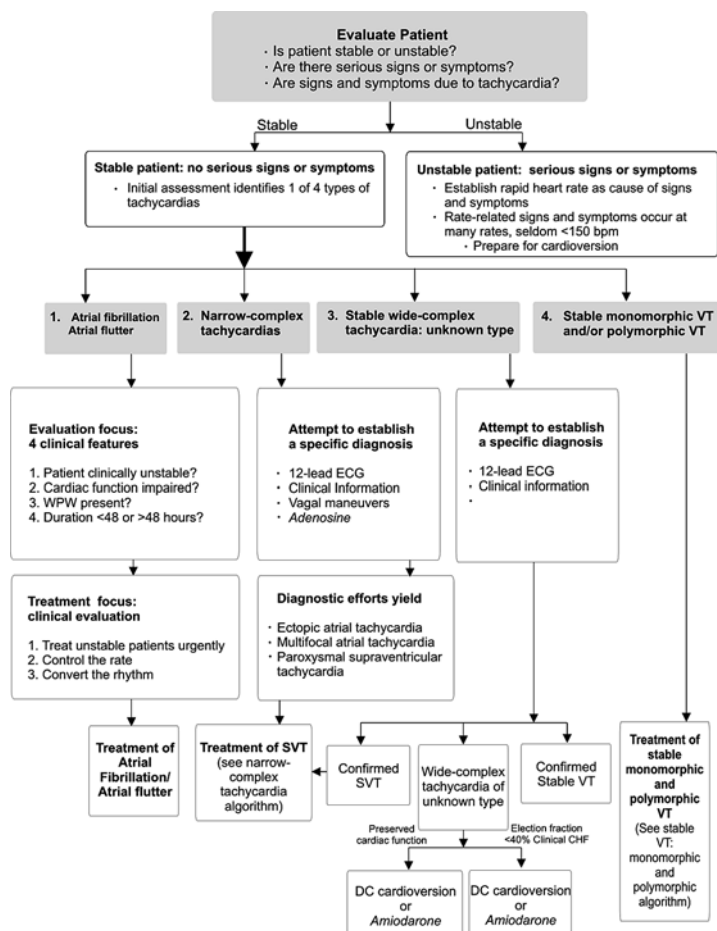 Evaluate Patient
· Is patient stable or unstable?
· Are there serious signs or symptoms?
· Are signs and symptoms due to tachycardia?
Stable
Unstable
Stable patient: no serious signs or symptoms
· Initial assessment identifies 1 of 4 types of
tachycardias
Unstable patient: serious signs or symptoms
· Establish rapid heart rate as cause of signs
and symptoms
· Rate-related signs and symptoms occur at
many rates, seldom <150 bpm
· Prepare for cardioversion
1. Atrial fibrillation
Atrial flutter
2. Narrow-complex
tachycardias
3. Stable wide-complex
tachycardia: unknown type
4. Stable monomorphic VT
and/or polymorphic VT
Evaluation focus:
4 clinical features
1. Patient clinically unstable?
2. Cardiac function impaired?
3. WPW present?
4. Duration <48 or >48 hours?
Attempt to establish
a specific diagnosis
· 12-lead ECG
· Clinical Information
· Vagal maneuvers
· Adenosine
Attempt to establish
a specific diagnosis
· 12-lead ECG
· Clinical information
·
Treatment focus:
clinical evaluation
1. Treat unstable patients urgently
2. Control the rate
3. Convert the rhythm
Diagnostic efforts yield
· Ectopic atrial tachycardia
· Multifocal atrial tachycardia
· Paroxysmal supraventricular
tachycardia
Treatment of
Atrial
Fibrillation/
Atrial flutter
Treatment of SVT
(see narrow-
complex
tachycardia
algorithm)
Confirmed
SVT
Wide-complex
tachycardia of
unknown type
Confirmed
Stable VT
Treatment of
stable
monomorphic
and
polymorphic
VT
(See stable
VT:
monomorphic
and
polymorphic
algorithm)
Preserved
cardiac function)
Election fraction
<40% Clinical CHF
DC cardioversion
or
Amiodarone
DC cardioversion
or
Amiodarone